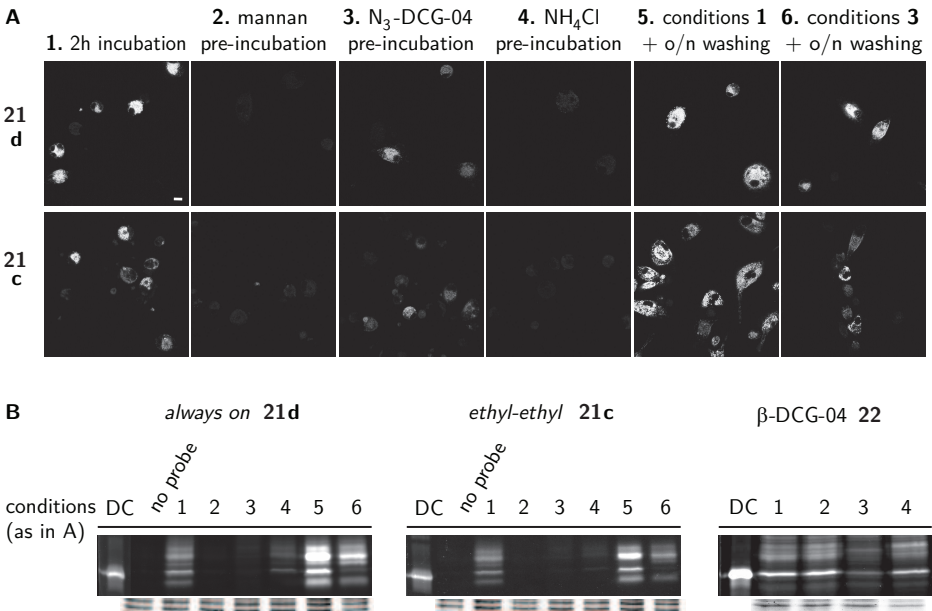 A
2. mannan 3. N₃-DCG-04 4. NH₄Cl 5. conditions 1 6. conditions 3
1. 2h incubation pre-incubation pre-incubation pre-incubation + o/n washing + o/n washing
21
d
21
c
B always on 21d ethyl-ethyl 21c β-DCG-04 22
conditions DC no probe 1 2 3 4 5 6 DC no probe 1 2 3 4 5 6 DC 1 2 3 4
(as in A)